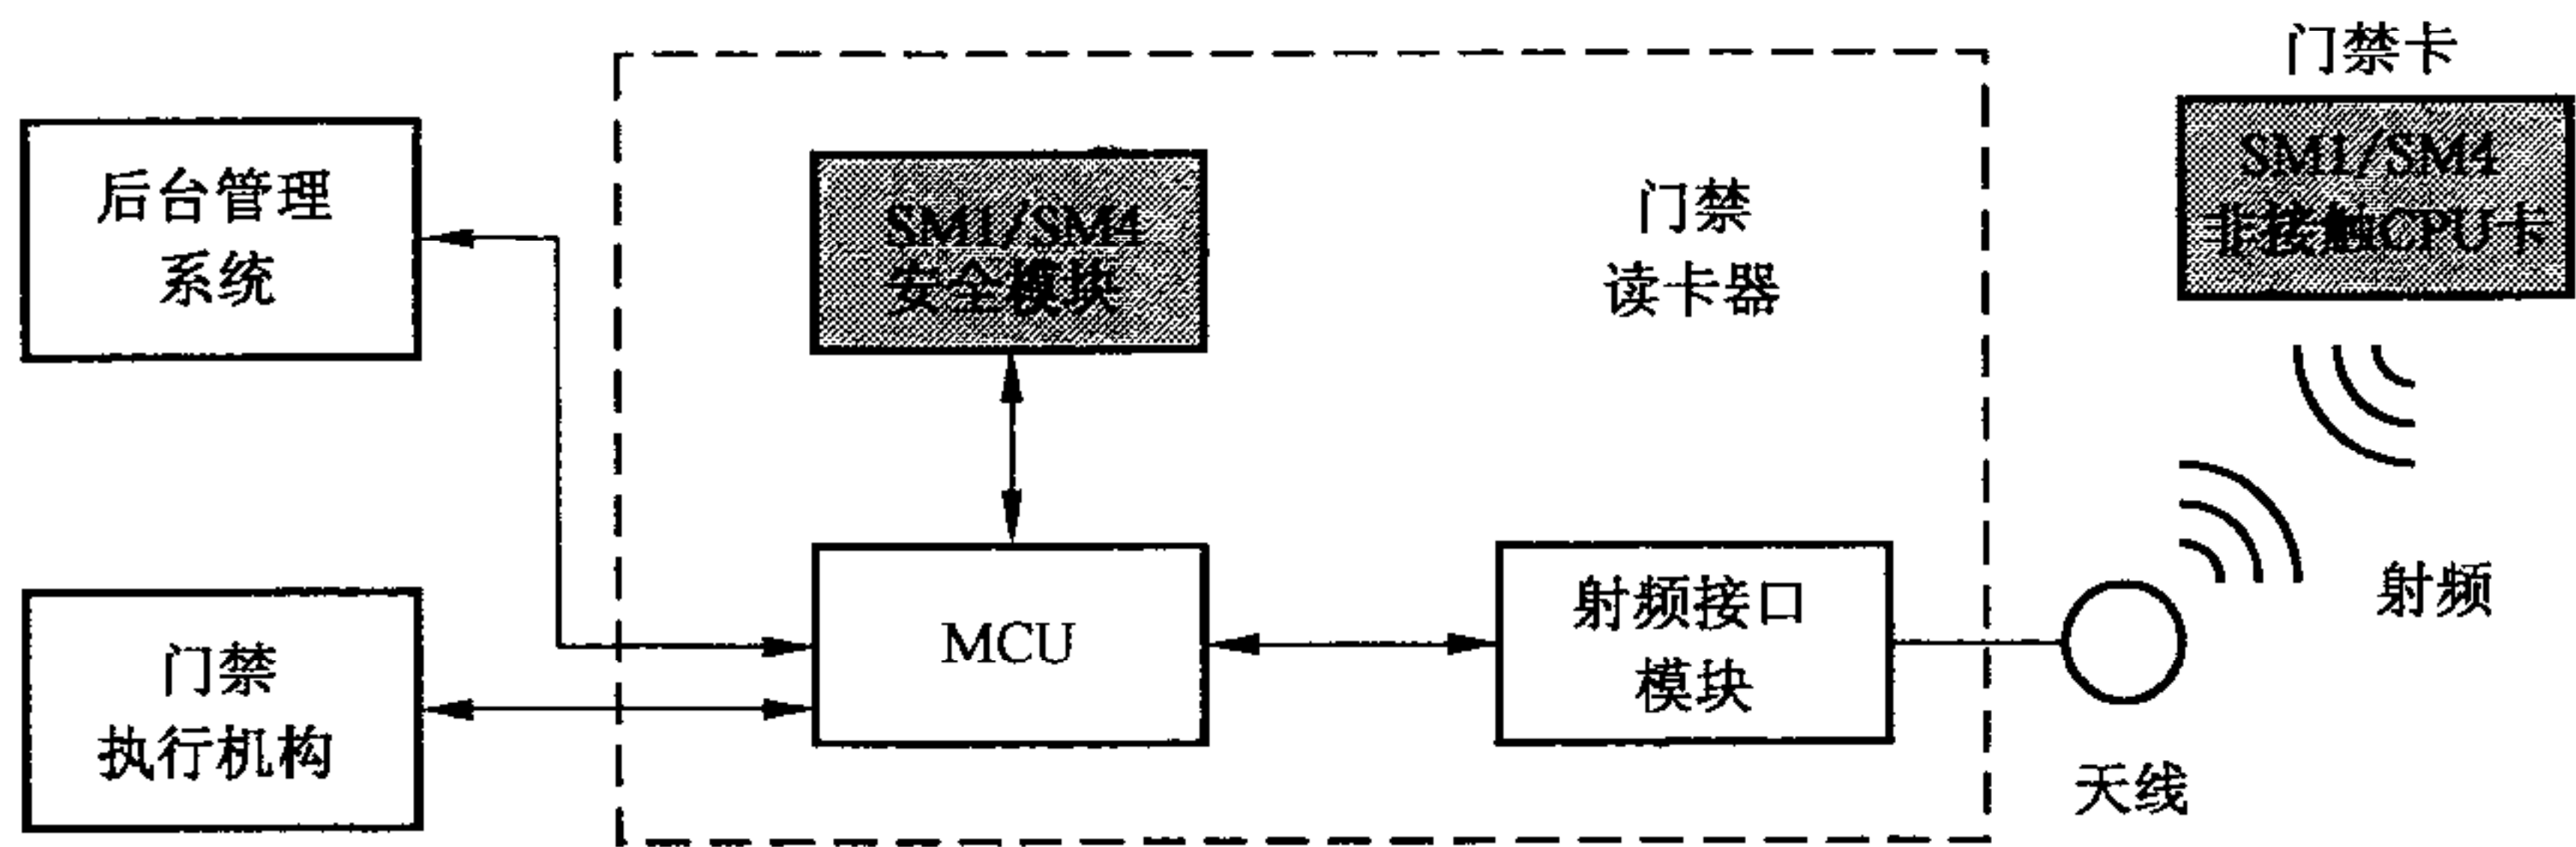 门禁卡
SM1/SM4
非接触CPU卡
后台管理
系统
SM1/SM4
安全模块
门禁
读卡器
门禁
执行机构
MCU
射频接口
模块
射频
天线